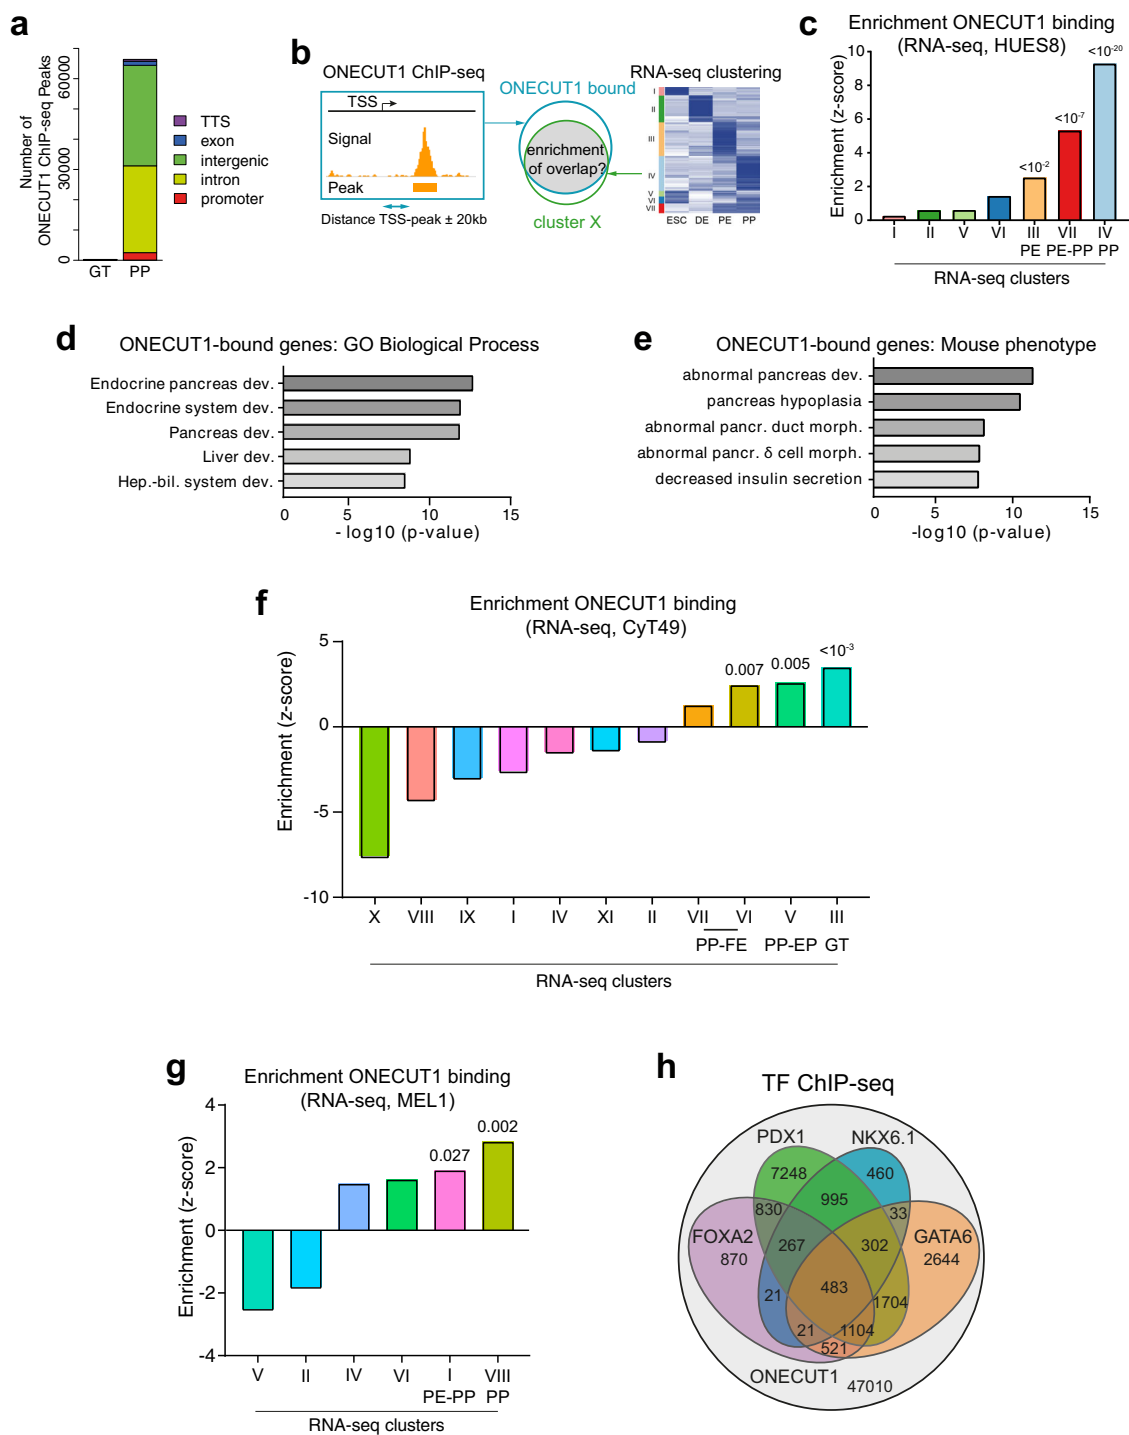 a
Number of
ONECUT1 ChIP-seq Peaks
0
30000
60000
GT
PP
TTS
exon
intergenic
intron
promoter
b
ONECUT1 ChIP-seq
TSS
Signal
Peak
Distance TSS-peak ± 20kb
ONECUT1 bound
enrichment
of overlap?
cluster X
RNA-seq clustering
I
II
III
IV
V
VI
VII
ESC DE PE PP
c
Enrichment ONECUT1 binding
(RNA-seq, HUES8)
Enrichment (z-score)
10
8
6
4
2
0
<10-2
<10-7
<10-20
I II V VI III VII IV
PE PE-PP PP
RNA-seq clusters
d
ONECUT1-bound genes: GO Biological Process
Endocrine pancreas dev.
Endocrine system dev.
Pancreas dev.
Liver dev.
Hep.-bil. system dev.
0 5 10 15
- log10 (p-value)
e
ONECUT1-bound genes: Mouse phenotype
abnormal pancreas dev.
pancreas hypoplasia
abnormal pancr. duct morph.
abnormal pancr. δ cell morph.
decreased insulin secretion
0 5 10 15
- log10 (p-value)
f
Enrichment ONECUT1 binding
(RNA-seq, CyT49)
Enrichment (z-score)
5
0
-5
-10
0.007
0.005
<10-3
X VIII IX I IV XI II VII VI V III
PP-FE PP-EP GT
RNA-seq clusters
g
Enrichment ONECUT1 binding
(RNA-seq, MEL1)
Enrichment (z-score)
4
2
0
-2
-4
0.027
0.002
V II IV VI I VIII
PE-PP PP
RNA-seq clusters
h
TF ChIP-seq
PDX1
NKX6.1
7248
460
995
830
33
FOXA2
870
267
302
GATA6
2644
483
21
1704
21
1104
521
ONECUT1
47010